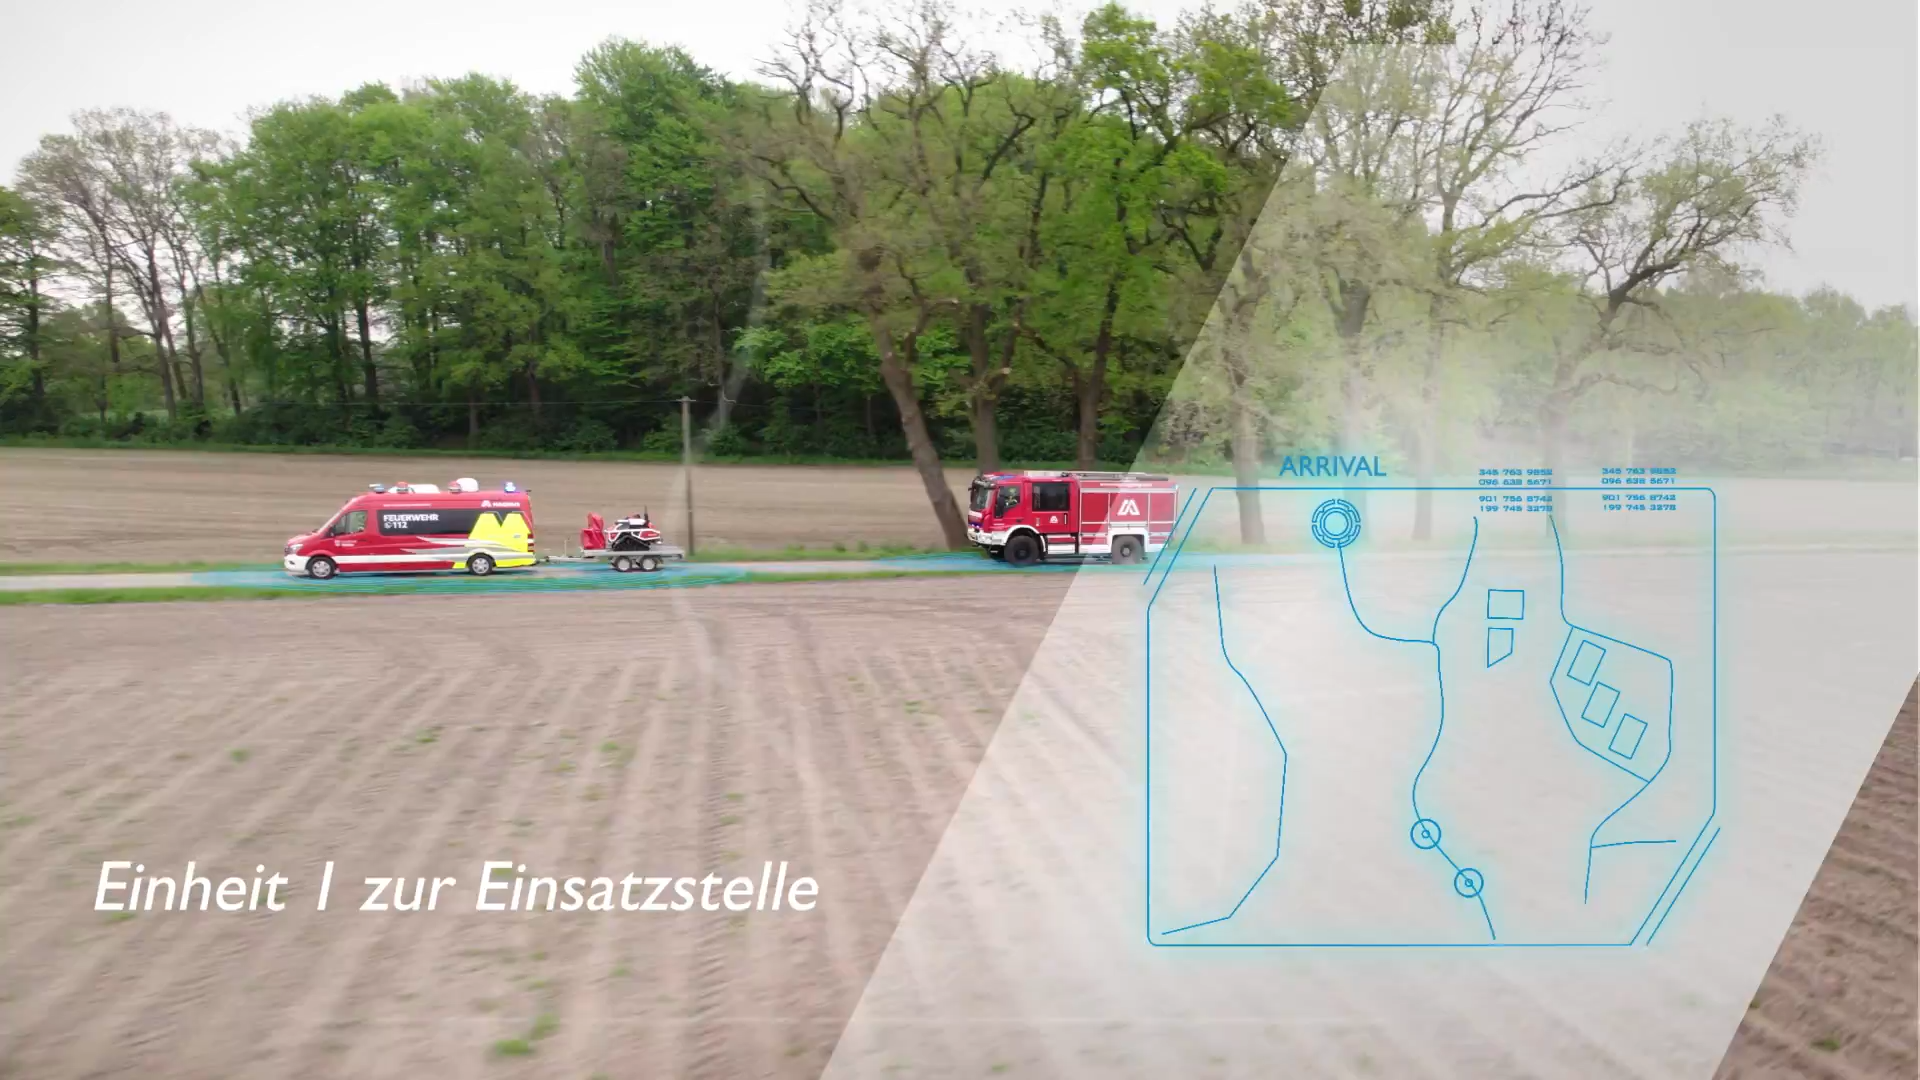 FEUERWEHR
112
MAGIRUS
ARRIVAL
345 763 9852
096 638 5671
901 756 8742
199 745 3278
345 763 9852
096 638 5671
901 756 8742
199 745 3278
Einheit 1 zur Einsatzstelle